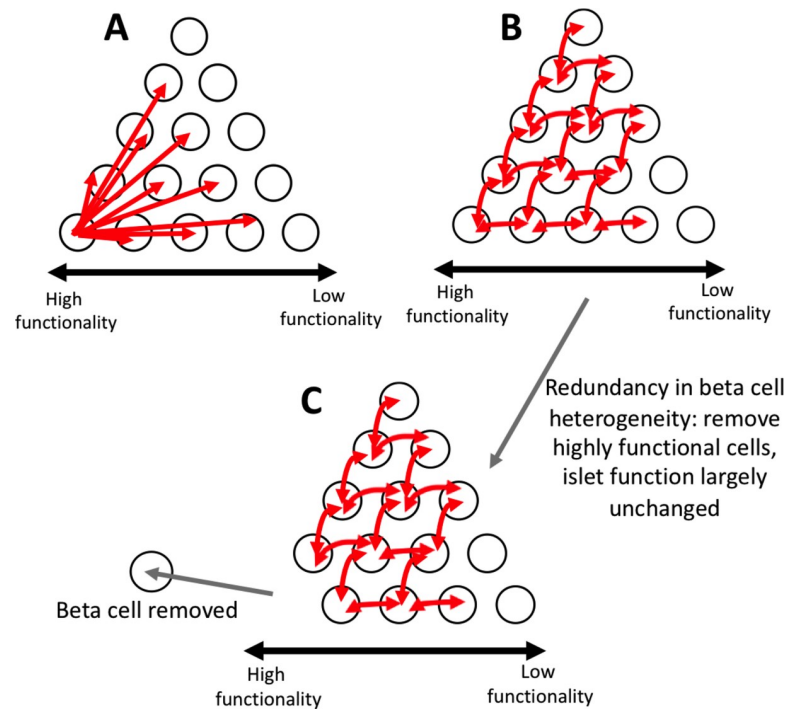 A
B
High
functionality
Low
functionality
High
functionality
Low
functionality
Redundancy in beta cell
heterogeneity: remove
highly functional cells,
islet function largely
unchanged
C
Beta cell removed
High
functionality
Low
functionality